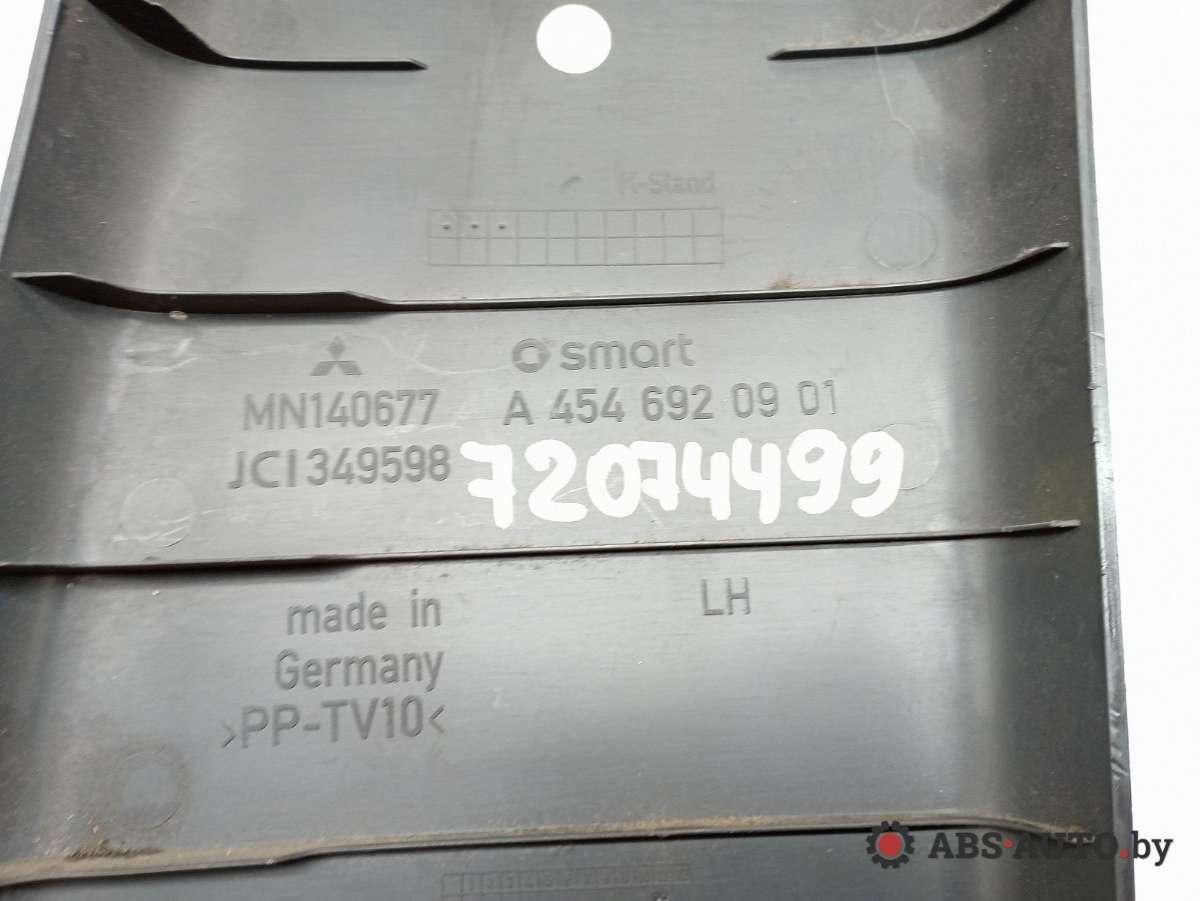 K-Stand
smart
MN140677 A 454 692 09 01
JCI349598 72074499
made in LH
Germany
>PP-TV10<
ABS-AUTO.by